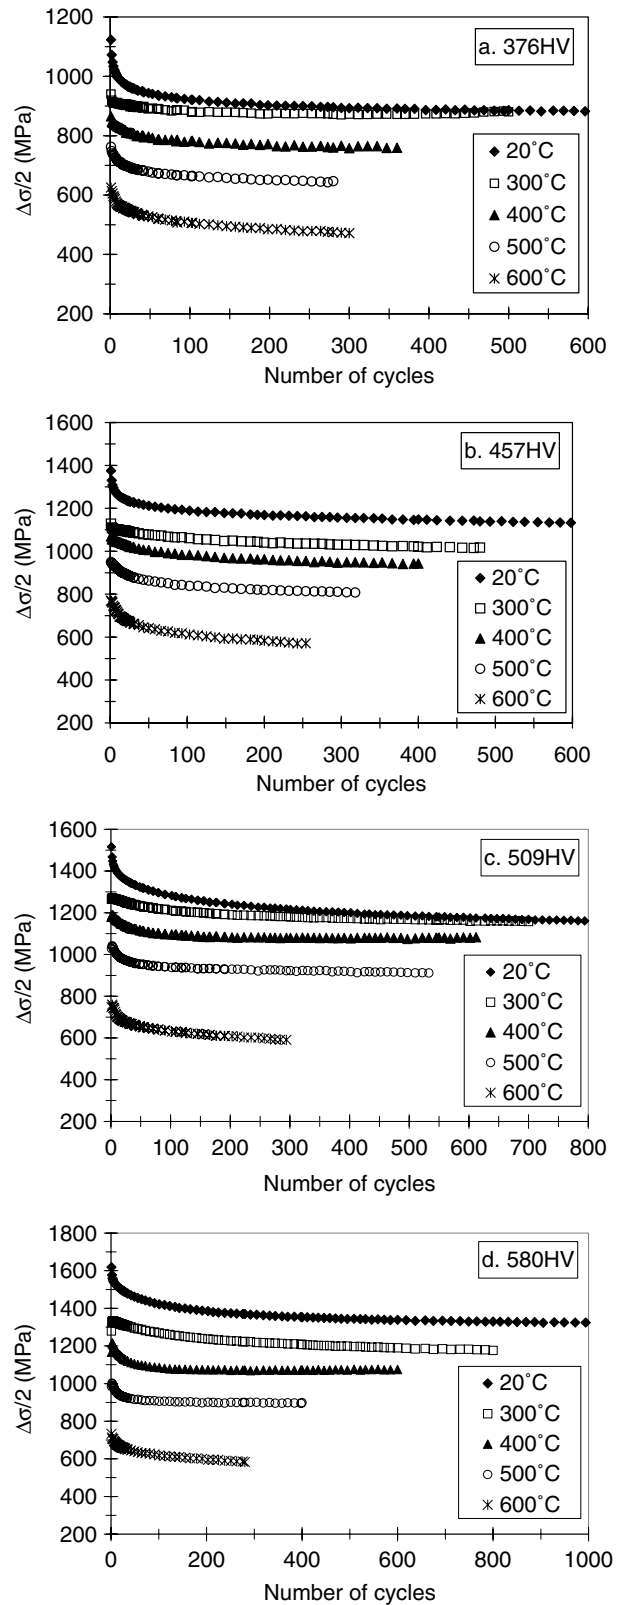 1200
a. 376HV
1000
800
600
400
200
Δσ/2 (MPa)
20˚C
300˚C
400˚C
500˚C
600˚C
0 100 200 300 400 500 600
Number of cycles
1600
b. 457HV
1400
1200
1000
800
600
400
200
Δσ/2 (MPa)
20˚C
300˚C
400˚C
500˚C
600˚C
0 100 200 300 400 500 600
Number of cycles
1600
c. 509HV
1400
1200
1000
800
600
400
200
Δσ/2 (MPa)
20˚C
300˚C
400˚C
500˚C
600˚C
0 100 200 300 400 500 600 700 800
Number of cycles
1800
d. 580HV
1600
1400
1200
1000
800
600
400
200
Δσ/2 (MPa)
20˚C
300˚C
400˚C
500˚C
600˚C
0 200 400 600 800 1000
Number of cycles